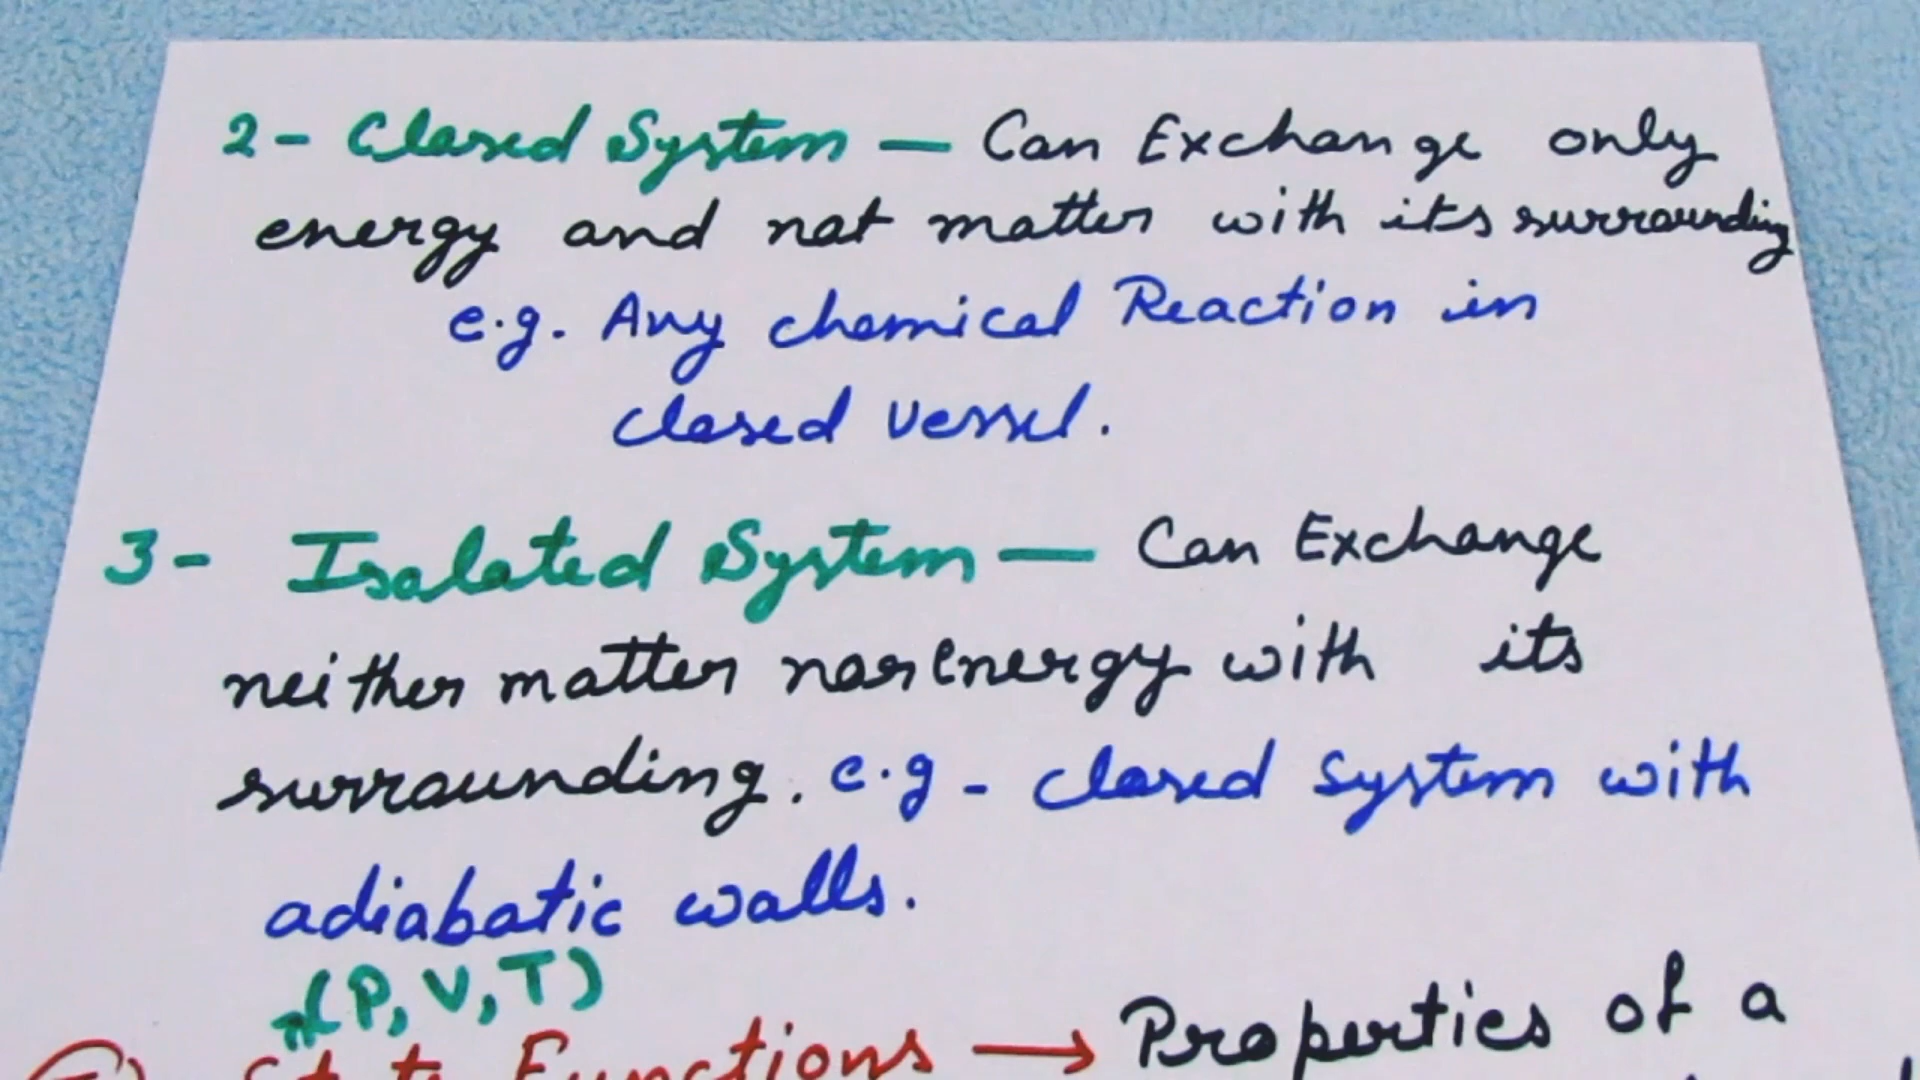 2- Closed System — Can Exchange only
energy and not matter with its surrounding
e.g. Any chemical Reaction in
closed vessel.
3- Isolated System — Can Exchange
neither matter nor energy with its
surrounding. e.g - closed system with
adiabatic walls.
(P, V, T)
State Functions → Properties of a